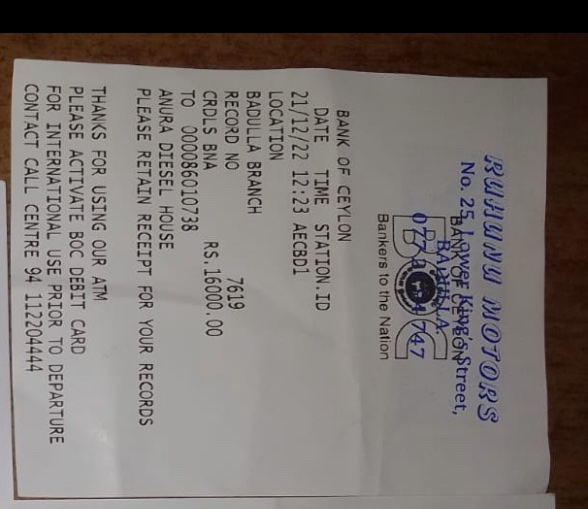 RUHUNU MOTORS
No. 25, Lower King's Street,
BANK OF CEYLON
BADULLA.
747
Bankers to the Nation
BANK OF CEYLON
DATE TIME STATION.ID
21/12/22 12:23 AECBD1
LOCATION
BADULLA BRANCH
RECORD NO 7619
CRDLS BNA RS.16000.00
TO 000086010738
ANURA DIESEL HOUSE
PLEASE RETAIN RECEIPT FOR YOUR RECORDS
THANKS FOR USING OUR ATM
PLEASE ACTIVATE BOC DEBIT CARD
FOR INTERNATIONAL USE PRIOR TO DEPARTURE
CONTACT CALL CENTRE 94 112204444